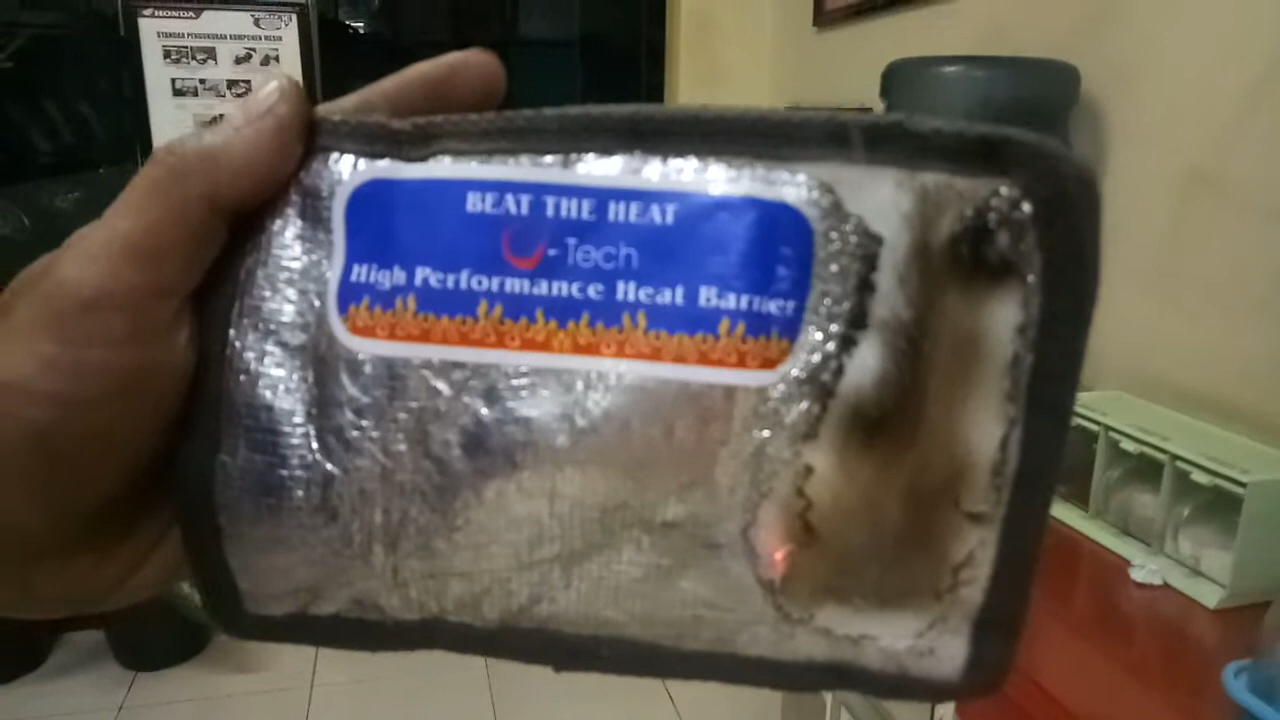 HONDA
STANDAR PENGUKURAN KOMPONEN MESIN
BEAT THE HEAT
- Tech
High Performance Heat Barrier